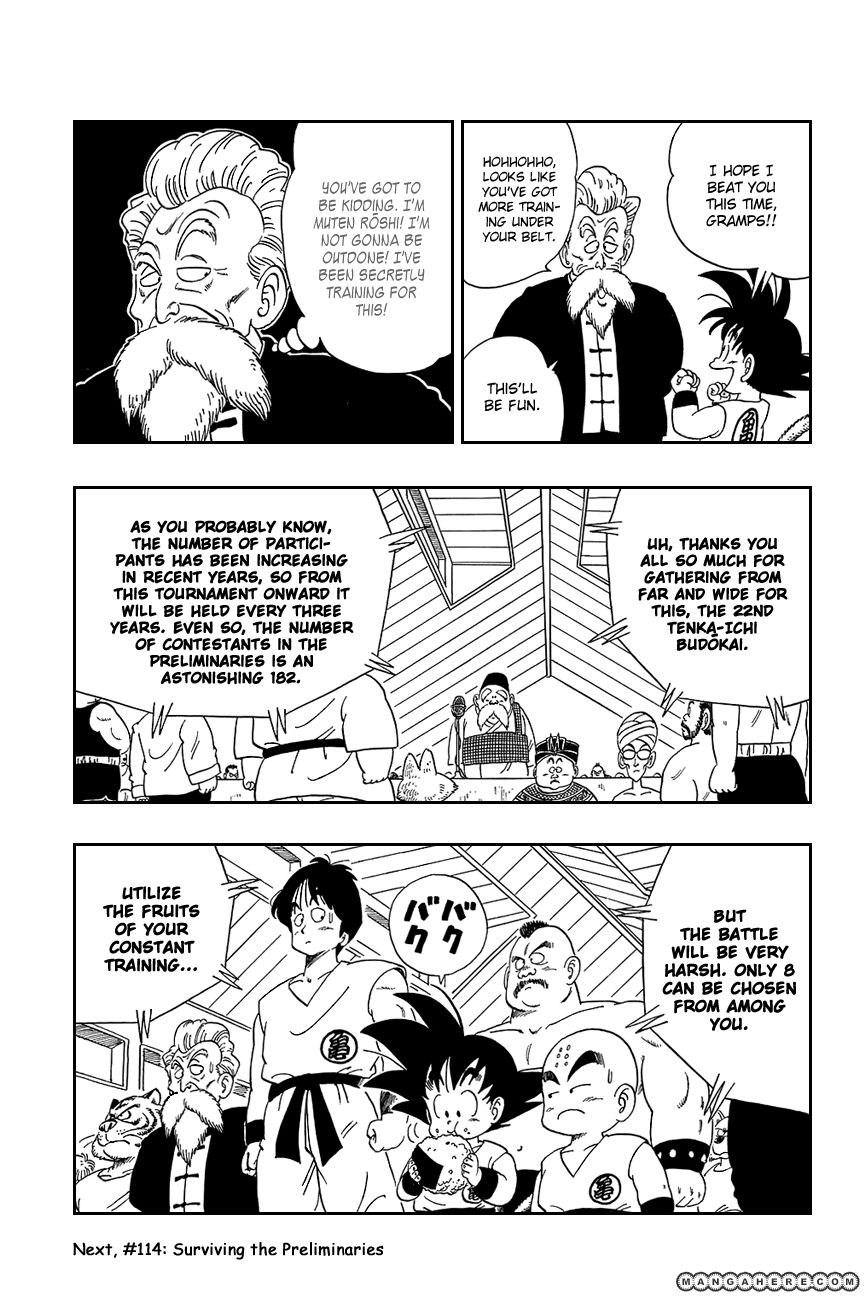 I HOPE I
BEAT YOU
THIS TIME,
GRAMPS!!
HOHHOHHO,
LOOKS LIKE
YOU'VE GOT
MORE TRAIN-
ING UNDER
YOUR BELT.
THIS'LL
BE FUN.
亀
YOU'VE GOT TO
BE KIDDING. I'M
MUTEN RŌSHI! I'M
NOT GONNA BE
OUTDONE! I'VE
BEEN SECRETLY
TRAINING FOR
THIS!
UH, THANKS YOU
ALL SO MUCH FOR
GATHERING FROM
FAR AND WIDE FOR
THIS, THE 22ND
TENKA-ICHI
BUDŌKAI.
AS YOU PROBABLY KNOW,
THE NUMBER OF PARTICI-
PANTS HAS BEEN INCREASING
IN RECENT YEARS, SO FROM
THIS TOURNAMENT ONWARD IT
WILL BE HELD EVERY THREE
YEARS. EVEN SO, THE NUMBER
OF CONTESTANTS IN THE
PRELIMINARIES IS AN
ASTONISHING 182.
BUT
THE BATTLE
WILL BE VERY
HARSH. ONLY 8
CAN BE CHOSEN
FROM AMONG
YOU.
バク
バク
UTILIZE
THE FRUITS
OF YOUR
CONSTANT
TRAINING...
亀
亀
Next, #114: Surviving the Preliminaries
MANGAHERE.COM